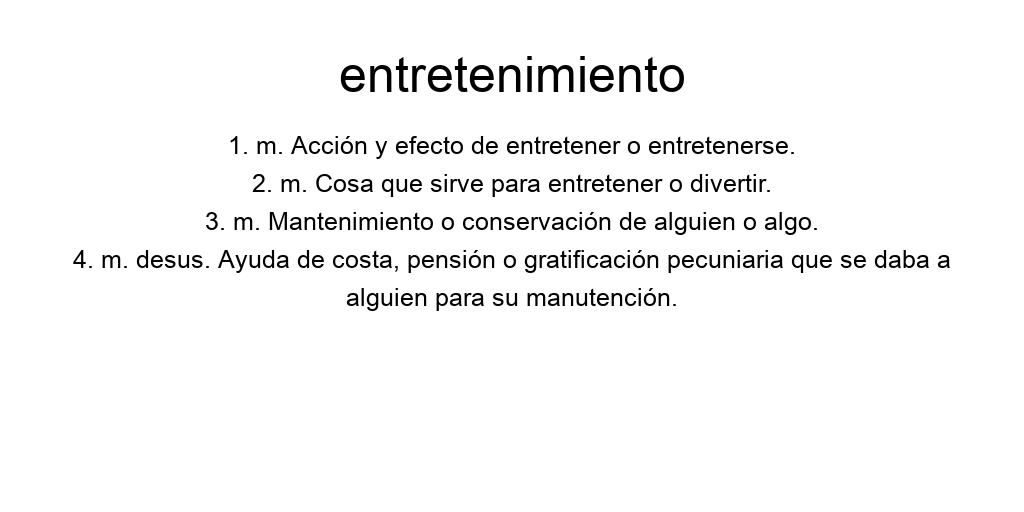 entretenimiento
1. m. Acción y efecto de entretener o entretenerse.
2. m. Cosa que sirve para entretener o divertir.
3. m. Mantenimiento o conservación de alguien o algo.
4. m. desus. Ayuda de costa, pensión o gratificación pecuniaria que se daba a
alguien para su manutención.